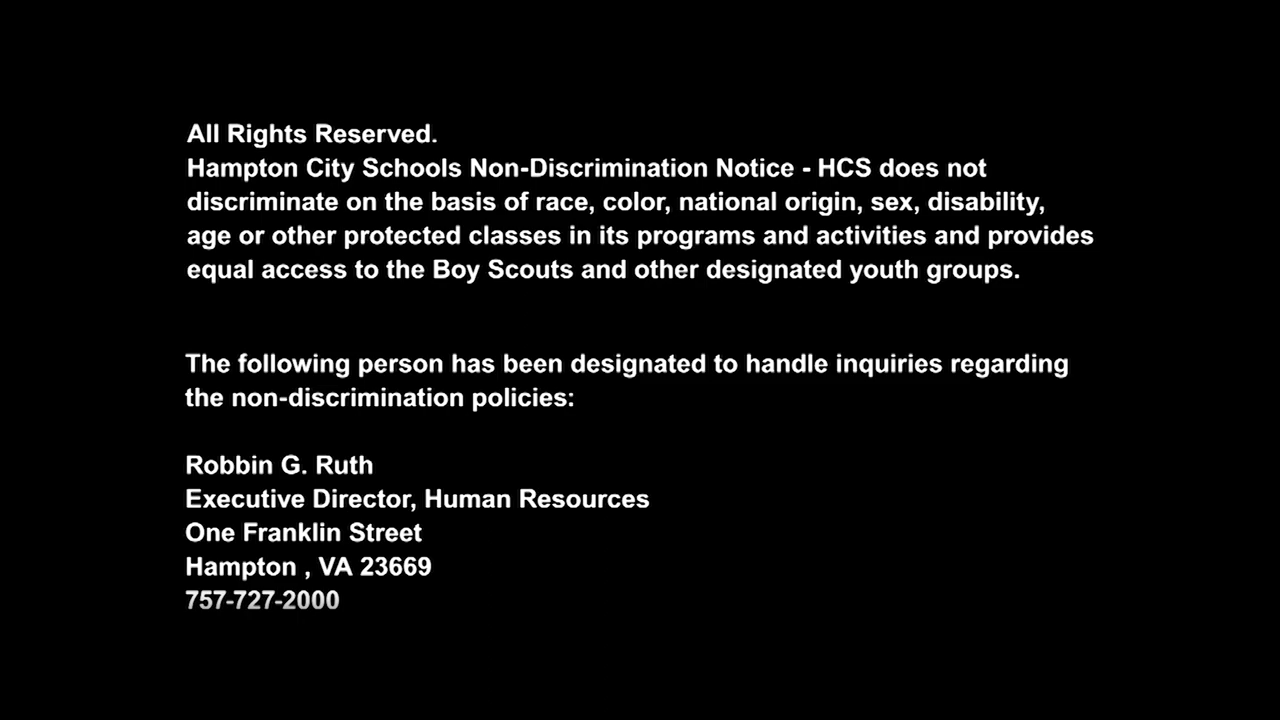 All Rights Reserved.
Hampton City Schools Non-Discrimination Notice - HCS does not
discriminate on the basis of race, color, national origin, sex, disability,
age or other protected classes in its programs and activities and provides
equal access to the Boy Scouts and other designated youth groups.
The following person has been designated to handle inquiries regarding
the non-discrimination policies:
Robbin G. Ruth
Executive Director, Human Resources
One Franklin Street
Hampton , VA 23669
757-727-2000